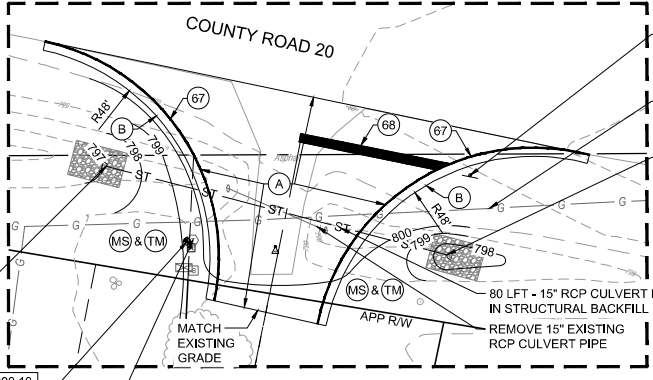 COUNTY ROAD 20
67
R48'
B
68
67
799
798
797
Asphalt
ST
ST
A
B
G
G
G
G
R48'
ST
ST
800
799
798
MS & TM
MS & TM
G
G
80 LFT - 15" RCP CULVERT
IN STRUCTURAL BACKFILL
APP R/W
REMOVE 15" EXISTING
RCP CULVERT PIPE
MATCH
EXISTING
GRADE